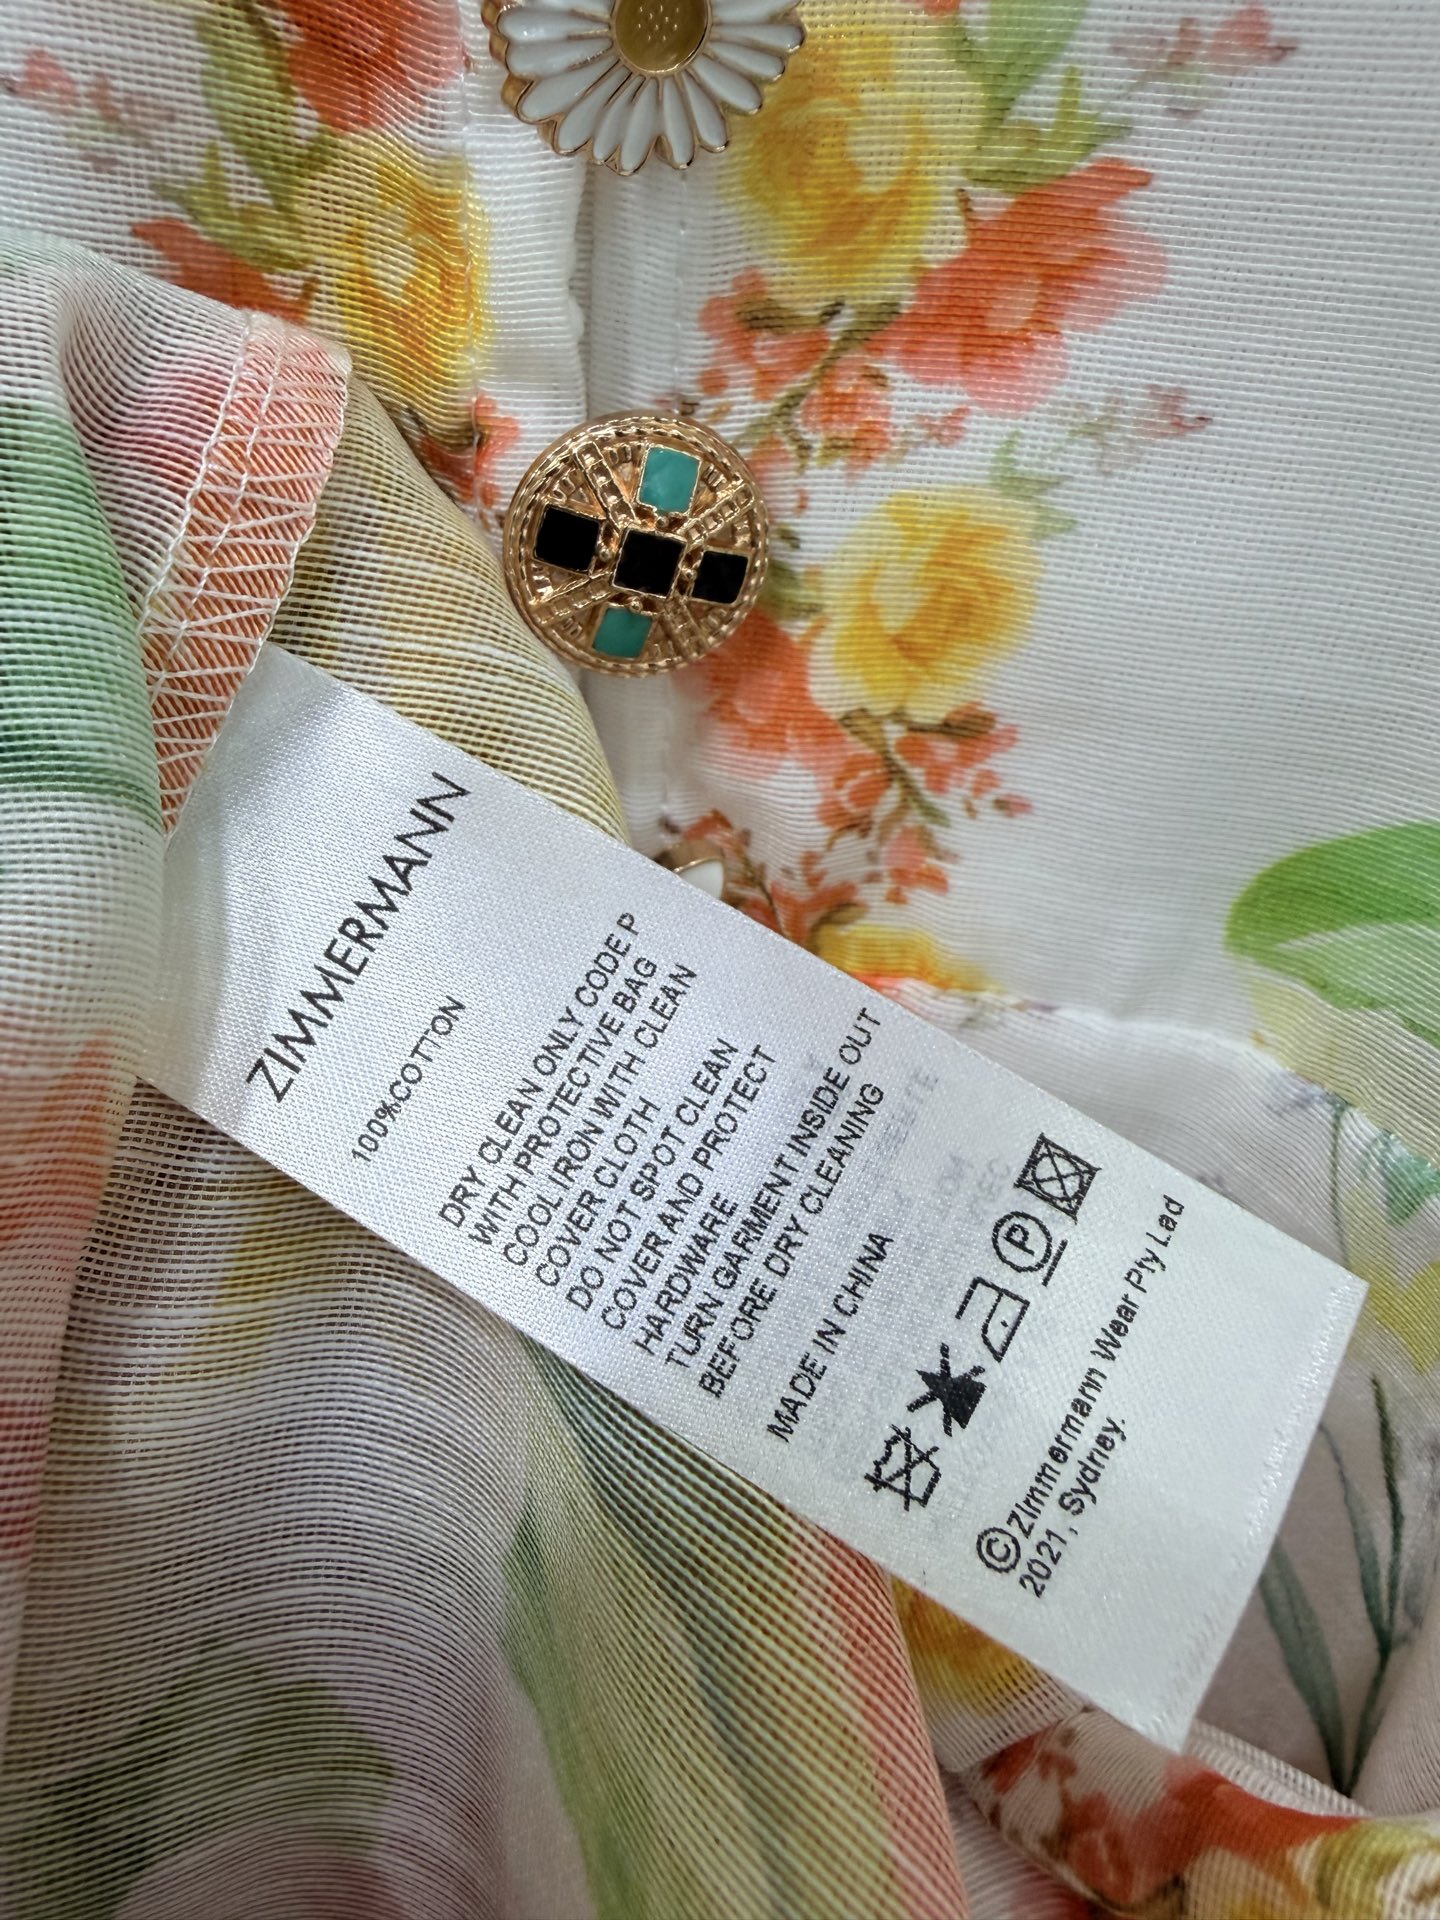 ZIMMERMANN
100%COTTON
DRY CLEAN ONLY CODE P
WITH PROTECTIVE BAG
COOL IRON WITH CLEAN
COVER CLOTH
DO NOT SPOT CLEAN
COVER AND PROTECT
HARDWARE
TURN GARMENT INSIDE OUT
BEFORE DRY CLEANING
MADE IN CHINA
P
©Zimmermann Wear Pty Lad
2021, Sydney.